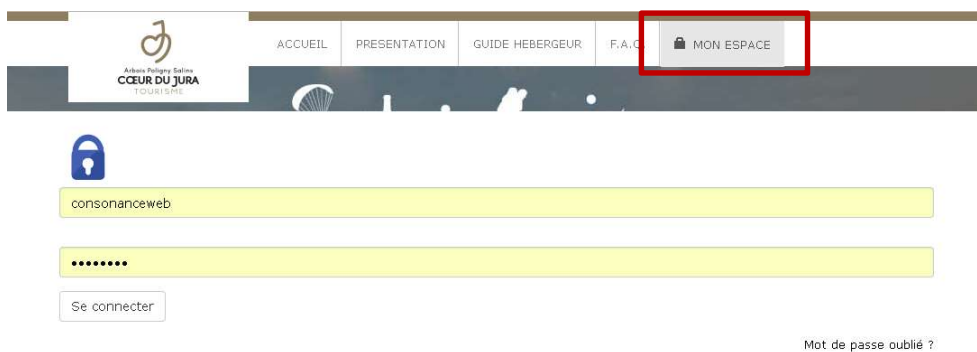 ACCUEIL PRESENTATION GUIDE HEBERGEUR F.A.Q. MON ESPACE
Arbois Poligny Salins
CŒUR DU JURA
TOURISME
consonanceweb
••••••••
Se connecter
Mot de passe oublié ?